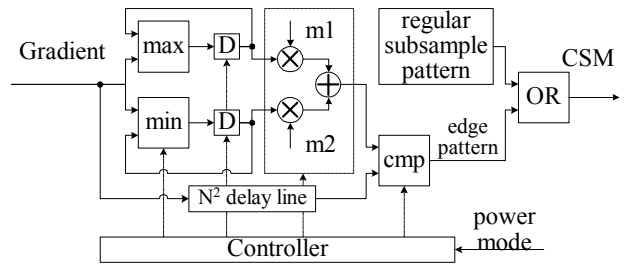 Gradient
max
D
m1
regular
subsample
pattern
CSM
min
D
m2
OR
cmp
edge
pattern
N² delay line
Controller
power
mode